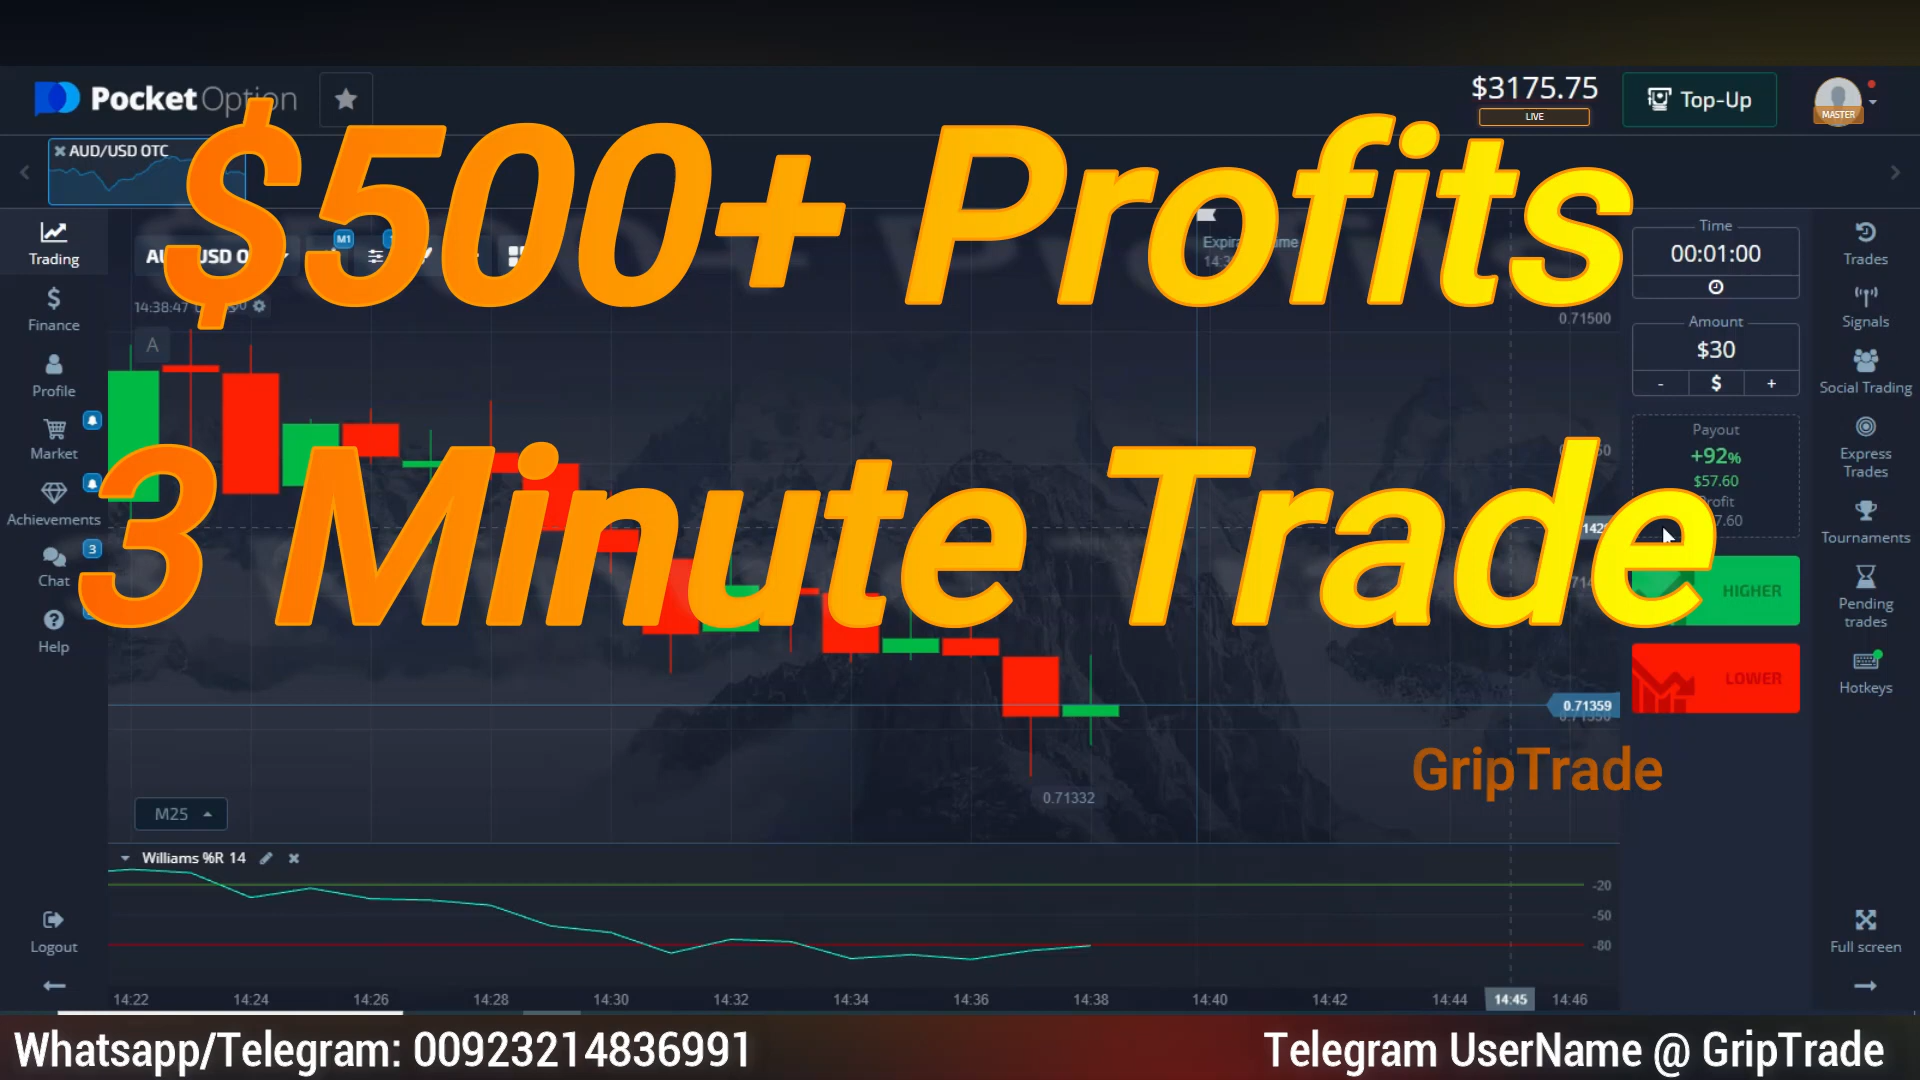 Pocket Option
$3175.75
LIVE
Top-Up
MASTER
AUD/USD OTC
$500+ Profits
Trading
M1
14:38:47
Time
00:01:00
Trades
Finance
0.71500
Signals
A
Amount
$30
- $ +
Profile
Social Trading
Market
Payout
+92%
$57.60
3 Minute Trade
Express
Trades
Achievements
Tournaments
3
Chat
HIGHER
Pending
trades
Help
LOWER
Hotkeys
0.71359
GripTrade
0.71332
M25
Williams %R 14
-20
-50
-80
Logout
Full screen
14:22 14:24 14:26 14:28 14:30 14:32 14:34 14:36 14:38 14:40 14:42 14:44 14:45 14:46
Whatsapp/Telegram: 00923214836991
Telegram UserName @ GripTrade